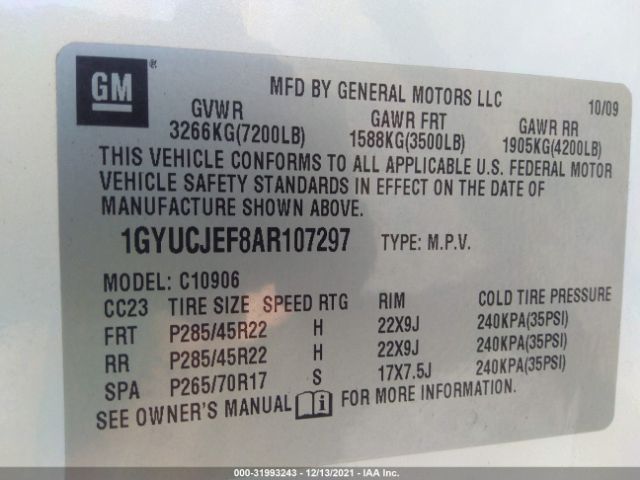 GM®
MFD BY GENERAL MOTORS LLC 10/09
GVWR GAWR FRT GAWR RR
3266KG(7200LB) 1588KG(3500LB) 1905KG(4200LB)
THIS VEHICLE CONFORMS TO ALL APPLICABLE U.S. FEDERAL MOTOR
VEHICLE SAFETY STANDARDS IN EFFECT ON THE DATE OF
MANUFACTURE SHOWN ABOVE.
1GYUCJEF8AR107297 TYPE: M.P.V.
MODEL: C10906
CC23 TIRE SIZE SPEED RTG RIM COLD TIRE PRESSURE
FRT P285/45R22 H 22X9J 240KPA(35PSI)
RR P285/45R22 H 22X9J 240KPA(35PSI)
SPA P265/70R17 S 17X7.5J 240KPA(35PSI)
SEE OWNER'S MANUAL i FOR MORE INFORMATION.
000-31993243 - 12/13/2021 - IAA Inc.